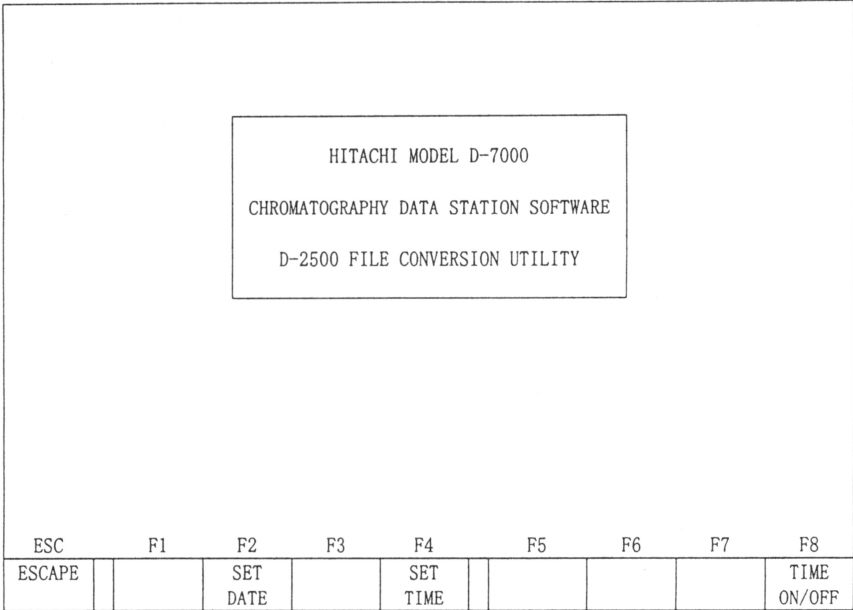 HITACHI MODEL D-7000
CHROMATOGRAPHY DATA STATION SOFTWARE
D-2500 FILE CONVERSION UTILITY
ESC F1 F2 F3 F4 F5 F6 F7 F8
ESCAPE SET SET TIME
DATE TIME ON/OFF